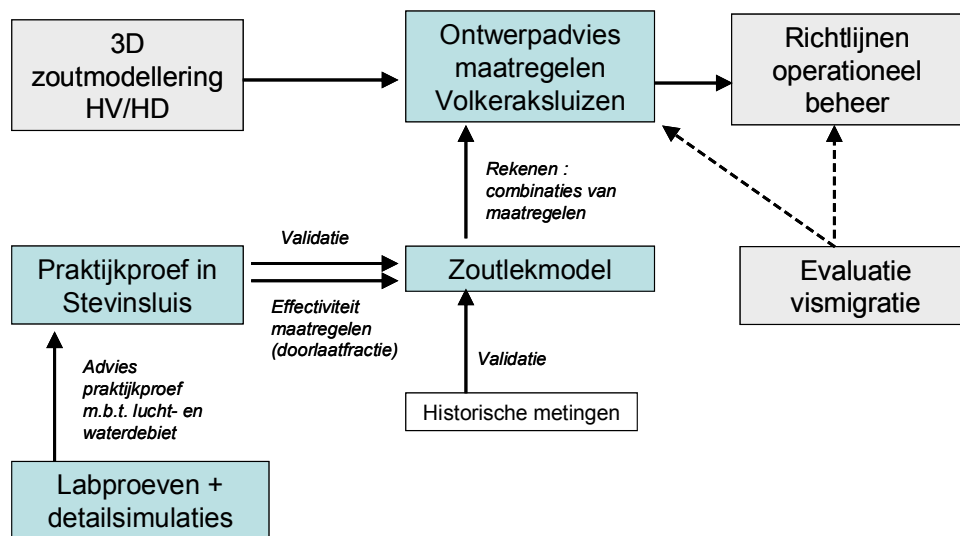 3D
zoutmodellering
HV/HD
Ontwerpadvies
maatregelen
Volkeraksluizen
Richtlijnen
operationeel
beheer
Rekenen :
combinaties van
maatregelen
Validatie
Praktijkproef in
Stevinsluis
Zoutlekmodel
Evaluatie
vismigratie
Effectiviteit
maatregelen
(doorlaatfractie)
Validatie
Advies
praktijkproef
m.b.t. lucht- en
waterdebiet
Historische metingen
Labproeven +
detailsimulaties